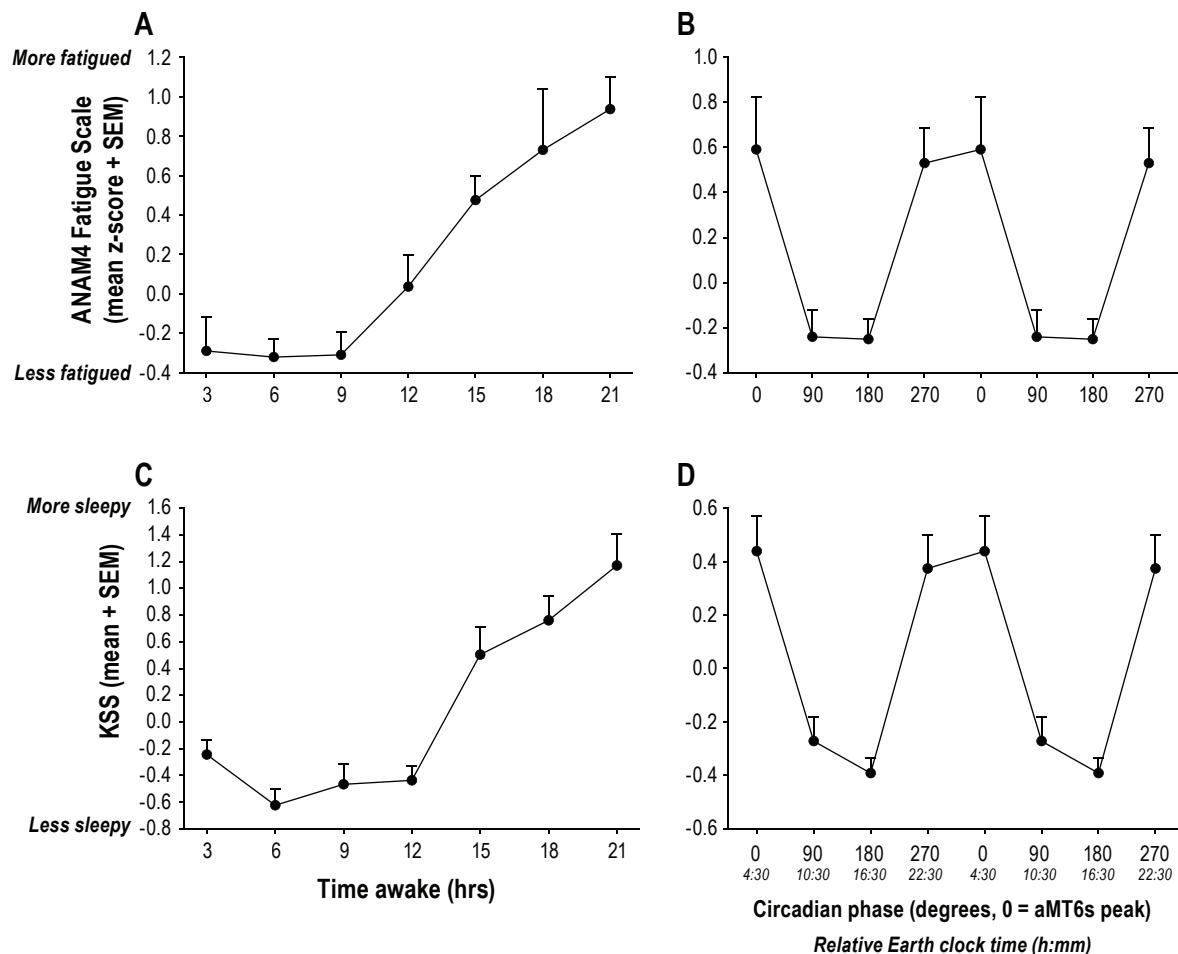 A
More fatigued
ANAM4 Fatigue Scale
(mean z-score + SEM)
1.2
1.0
0.8
0.6
0.4
0.2
0.0
-0.2
-0.4
Less fatigued
3 6 9 12 15 18 21
B
1.0
0.8
0.6
0.4
0.2
0.0
-0.2
-0.4
0 90 180 270 0 90 180 270
C
More sleepy
KSS (mean + SEM)
1.6
1.4
1.2
1.0
0.8
0.6
0.4
0.2
0.0
-0.2
-0.4
-0.6
-0.8
Less sleepy
3 6 9 12 15 18 21
Time awake (hrs)
D
0.6
0.4
0.2
0.0
-0.2
-0.4
-0.6
0 90 180 270 0 90 180 270
4:30 10:30 16:30 22:30 4:30 10:30 16:30 22:30
Circadian phase (degrees, 0 = aMT6s peak)
Relative Earth clock time (h:mm)